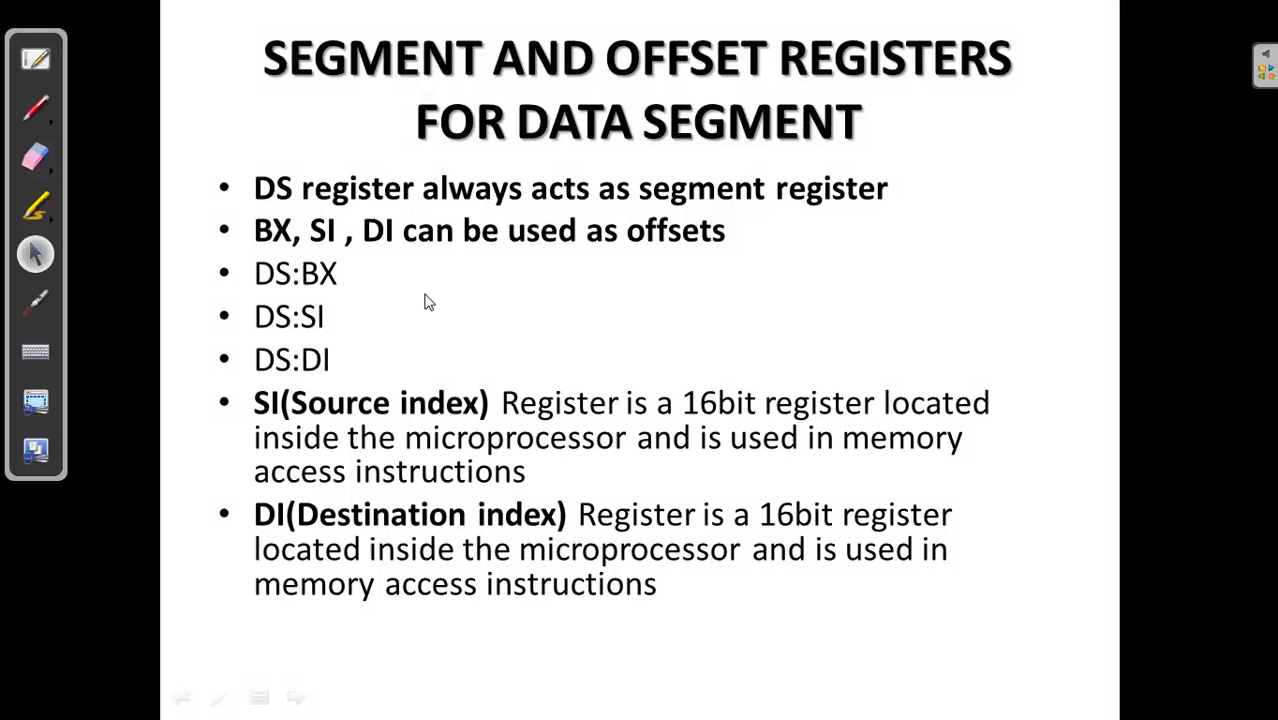 SEGMENT AND OFFSET REGISTERS
FOR DATA SEGMENT
• DS register always acts as segment register
• BX, SI , DI can be used as offsets
• DS:BX
• DS:SI
• DS:DI
• SI(Source index) Register is a 16bit register located
inside the microprocessor and is used in memory
access instructions
• DI(Destination index) Register is a 16bit register
located inside the microprocessor and is used in
memory access instructions